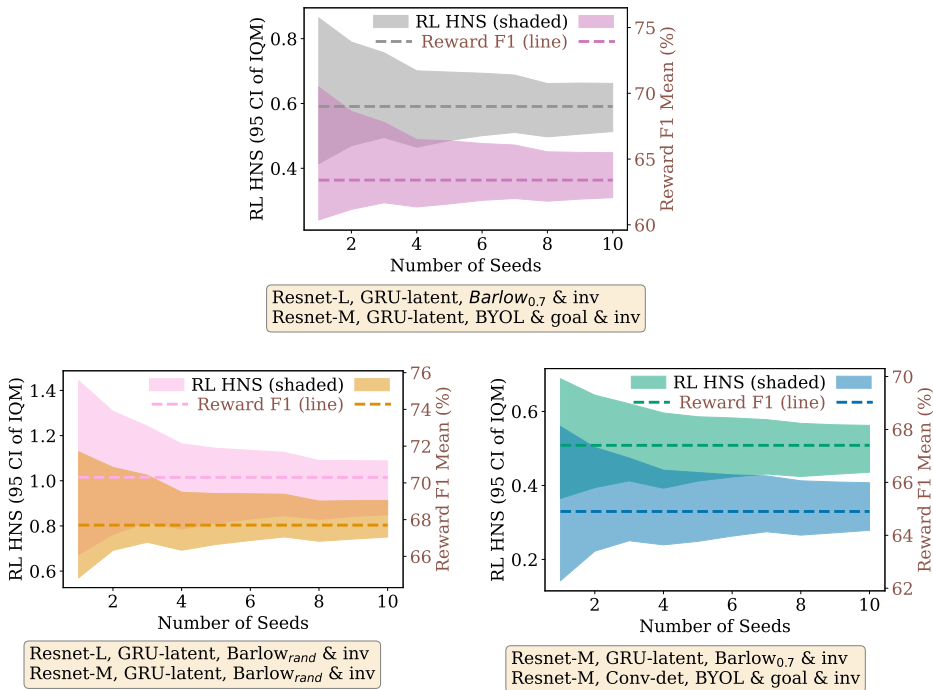 RL HNS (shaded)
Reward F1 (line)
RL HNS (95 CI of IQM)
0.8
0.6
0.4
75
70
65
60
Reward F1 Mean (%)
2 4 6 8 10
Number of Seeds
Resnet-L, GRU-latent, Barlow0.7 & inv
Resnet-M, GRU-latent, BYOL & goal & inv
RL HNS (shaded)
Reward F1 (line)
RL HNS (95 CI of IQM)
1.4
1.2
1.0
0.8
0.6
76
74
72
70
68
66
Reward F1 Mean (%)
2 4 6 8 10
Number of Seeds
Resnet-L, GRU-latent, Barlowrand & inv
Resnet-M, GRU-latent, Barlowrand & inv
RL HNS (shaded)
Reward F1 (line)
RL HNS (95 CI of IQM)
0.6
0.4
0.2
70
68
66
64
62
Reward F1 Mean (%)
2 4 6 8 10
Number of Seeds
Resnet-M, GRU-latent, Barlow0.7 & inv
Resnet-M, Conv-det, BYOL & goal & inv